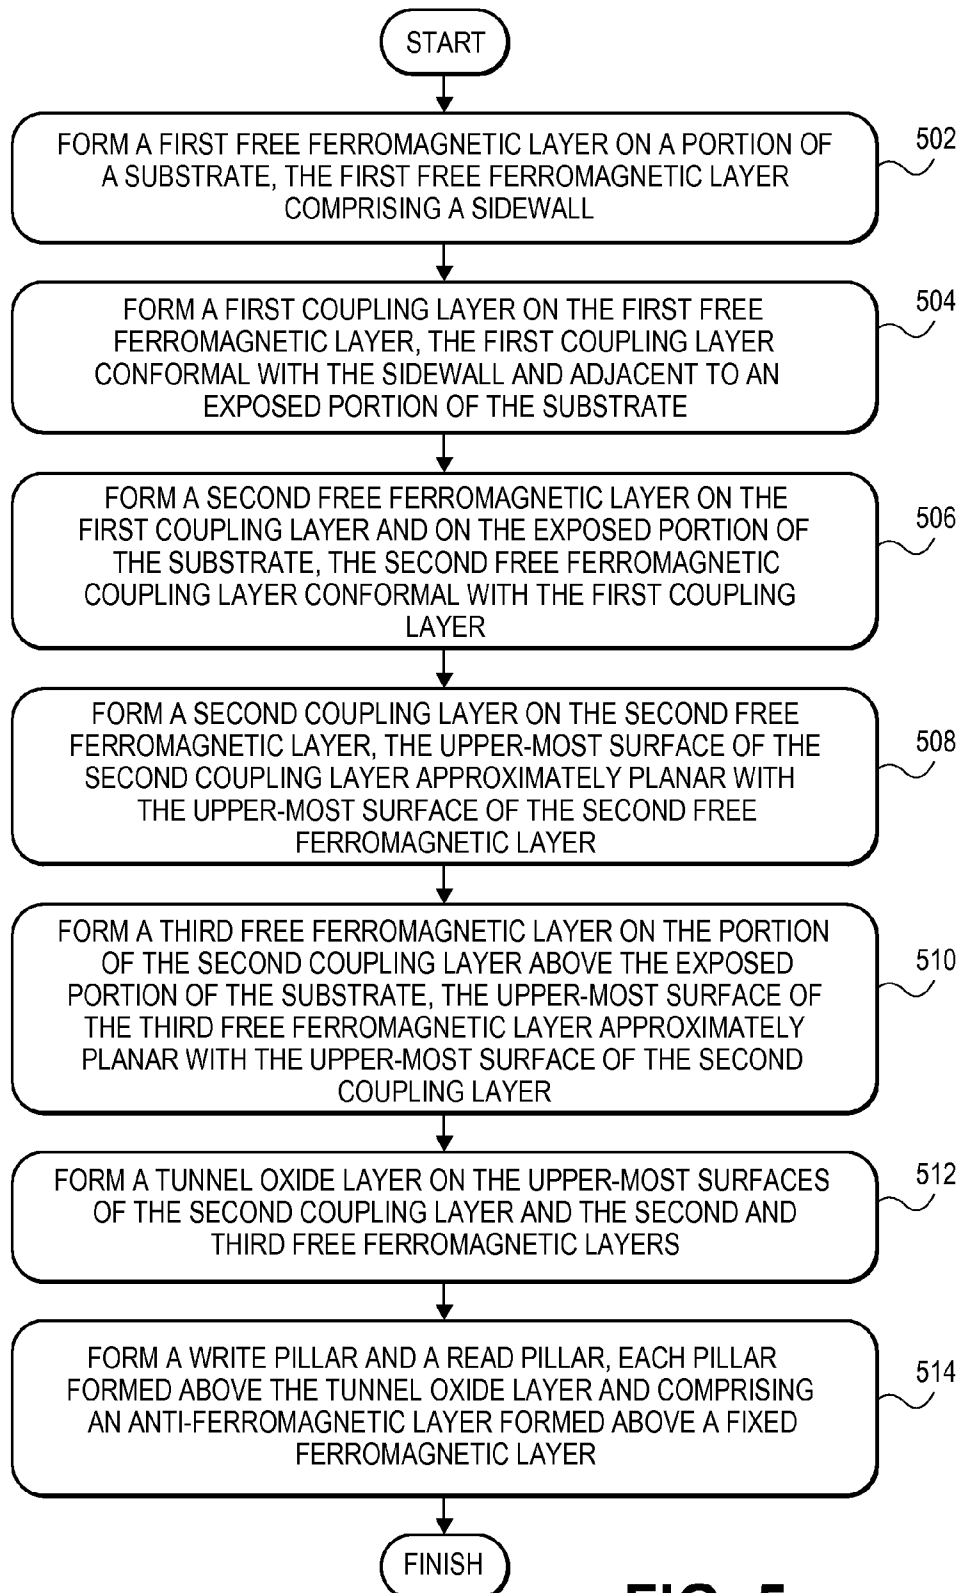 START
FORM A FIRST FREE FERROMAGNETIC LAYER ON A PORTION OF
A SUBSTRATE, THE FIRST FREE FERROMAGNETIC LAYER
COMPRISING A SIDEWALL
502
FORM A FIRST COUPLING LAYER ON THE FIRST FREE
FERROMAGNETIC LAYER, THE FIRST COUPLING LAYER
CONFORMAL WITH THE SIDEWALL AND ADJACENT TO AN
EXPOSED PORTION OF THE SUBSTRATE
504
FORM A SECOND FREE FERROMAGNETIC LAYER ON THE
FIRST COUPLING LAYER AND ON THE EXPOSED PORTION OF
THE SUBSTRATE, THE SECOND FREE FERROMAGNETIC
COUPLING LAYER CONFORMAL WITH THE FIRST COUPLING
LAYER
506
FORM A SECOND COUPLING LAYER ON THE SECOND FREE
FERROMAGNETIC LAYER, THE UPPER-MOST SURFACE OF THE
SECOND COUPLING LAYER APPROXIMATELY PLANAR WITH
THE UPPER-MOST SURFACE OF THE SECOND FREE
FERROMAGNETIC LAYER
508
FORM A THIRD FREE FERROMAGNETIC LAYER ON THE PORTION
OF THE SECOND COUPLING LAYER ABOVE THE EXPOSED
PORTION OF THE SUBSTRATE, THE UPPER-MOST SURFACE OF
THE THIRD FREE FERROMAGNETIC LAYER APPROXIMATELY
PLANAR WITH THE UPPER-MOST SURFACE OF THE SECOND
COUPLING LAYER
510
FORM A TUNNEL OXIDE LAYER ON THE UPPER-MOST SURFACES
OF THE SECOND COUPLING LAYER AND THE SECOND AND
THIRD FREE FERROMAGNETIC LAYERS
512
FORM A WRITE PILLAR AND A READ PILLAR, EACH PILLAR
FORMED ABOVE THE TUNNEL OXIDE LAYER AND COMPRISING
AN ANTI-FERROMAGNETIC LAYER FORMED ABOVE A FIXED
FERROMAGNETIC LAYER
514
FINISH
FIG. 5